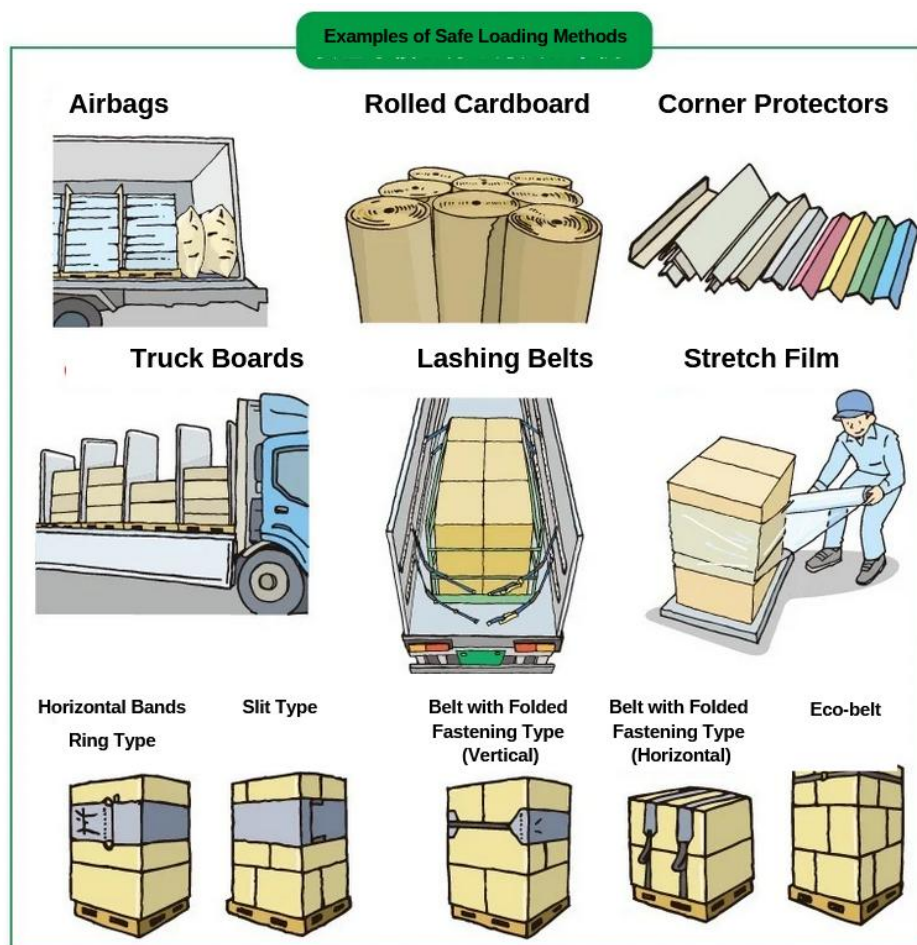 Examples of Safe Loading Methods
Airbags
Rolled Cardboard
Corner Protectors
Truck Boards
Lashing Belts
Stretch Film
Horizontal Bands
Ring Type
Slit Type
Belt with Folded
Fastening Type
(Vertical)
Belt with Folded
Fastening Type
(Horizontal)
Eco-belt